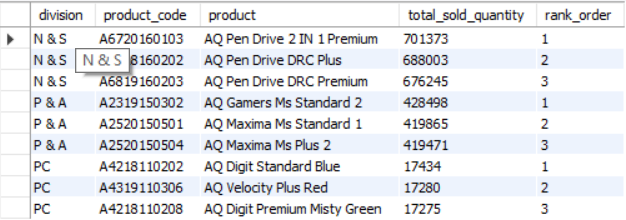 division product_code product total_sold_quantity rank_order
N & S A6720160103 AQ Pen Drive 2 IN 1 Premium 701373 1
N & S 8160202 AQ Pen Drive DRC Plus 688003 2
N & S
N & S A6819160203 AQ Pen Drive DRC Premium 676245 3
P & A A2319150302 AQ Gamers Ms Standard 2 428498 1
P & A A2520150501 AQ Maxima Ms Standard 1 419865 2
P & A A2520150504 AQ Maxima Ms Plus 2 419471 3
PC A4218110202 AQ Digit Standard Blue 17434 1
PC A4319110306 AQ Velocity Plus Red 17280 2
PC A4218110208 AQ Digit Premium Misty Green 17275 3